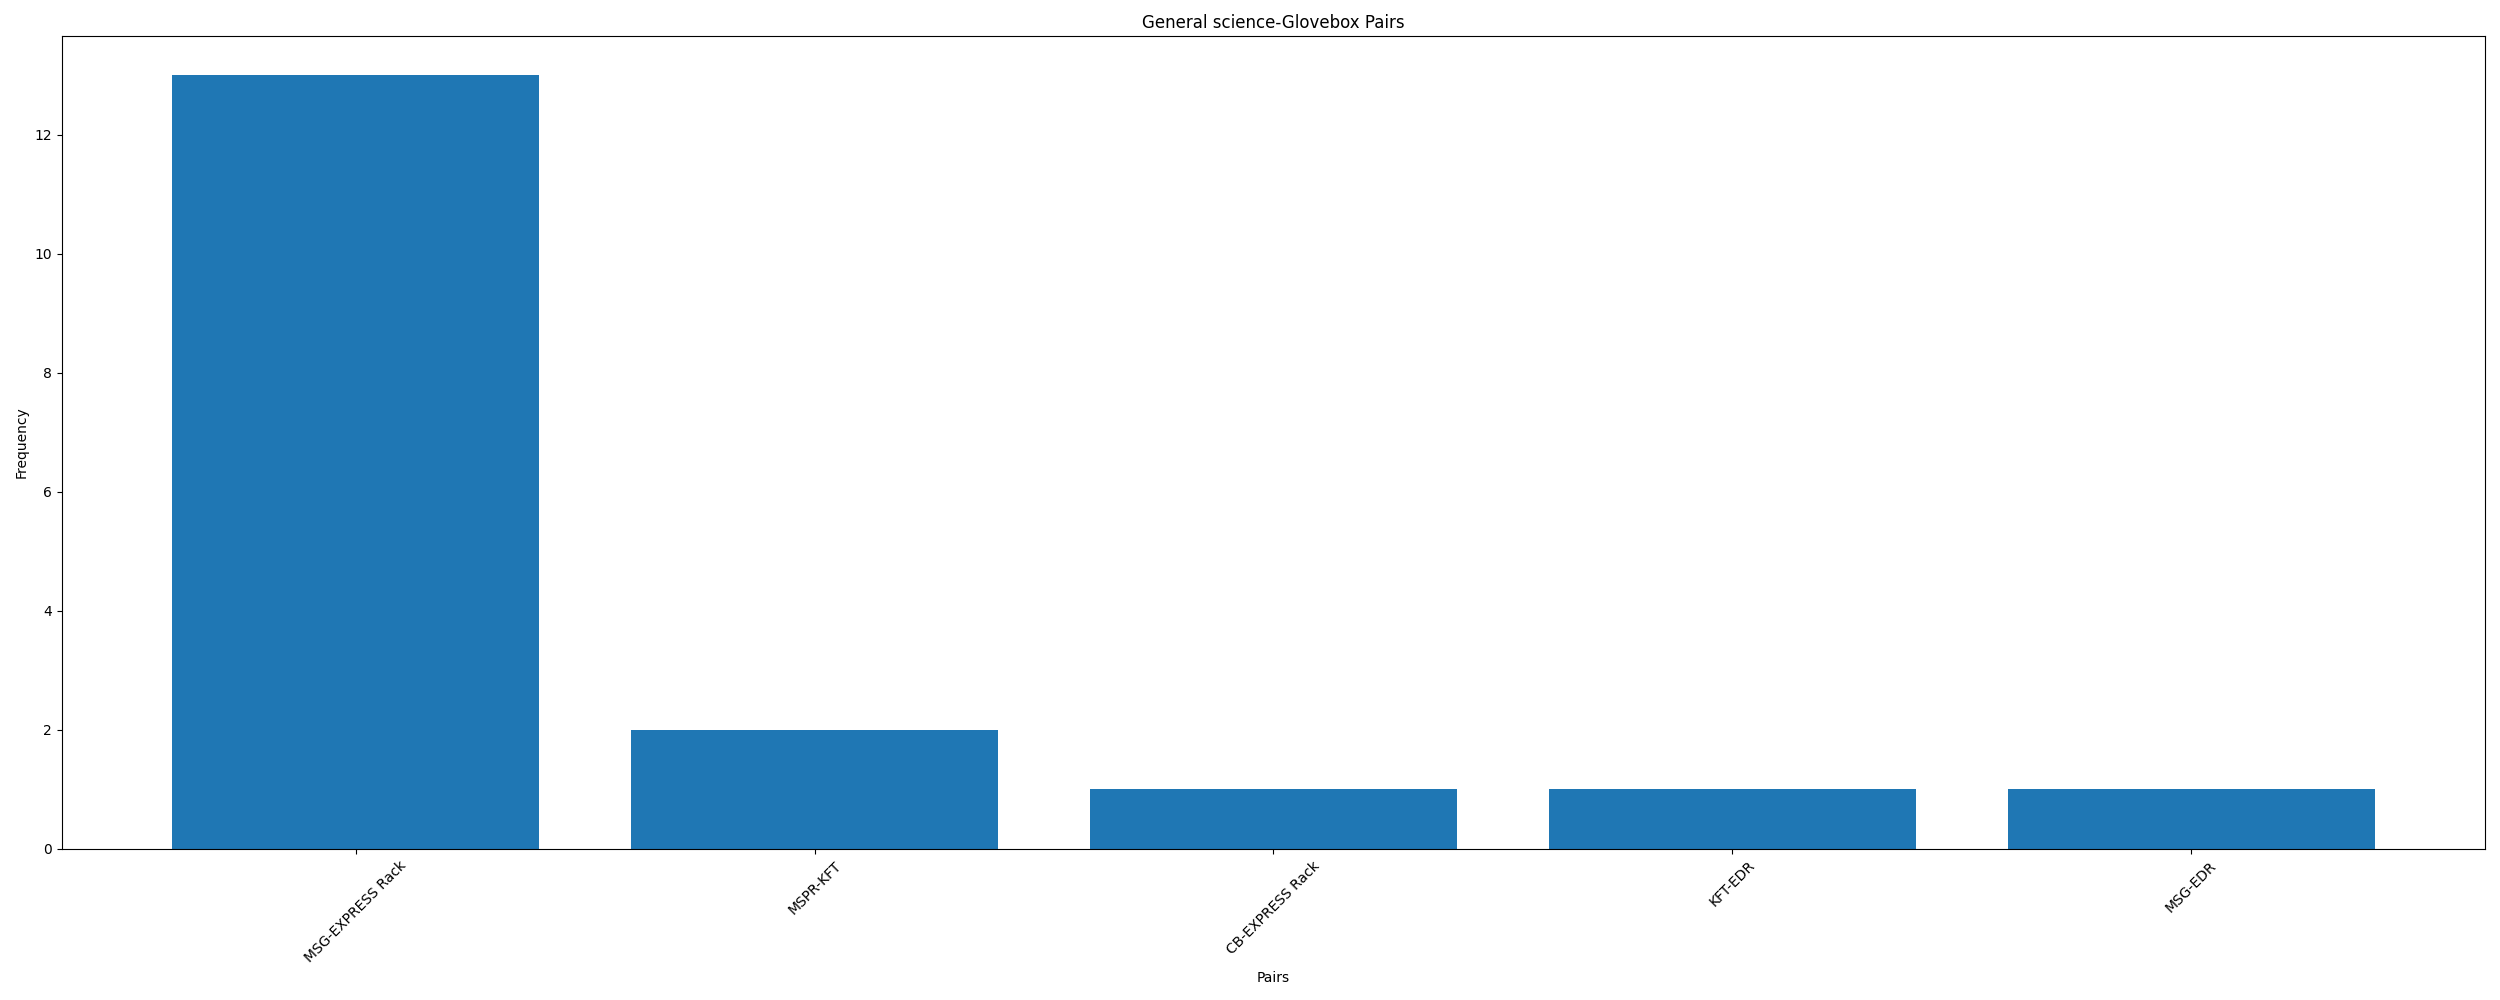 General science-Glovebox Pairs
Frequency
12
10
8
6
4
2
0
MSG-EXPRESS Rack
MSPR-KFT
CB-EXPRESS Rack
KFT-EDR
MSG-EDR
Pairs